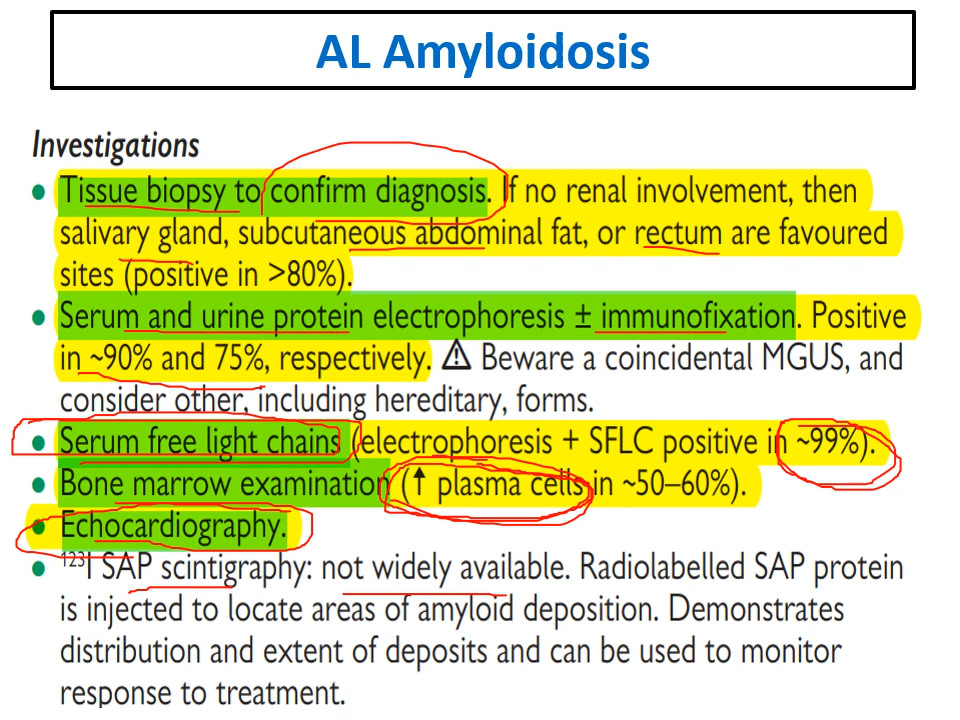 AL Amyloidosis
Investigations
• Tissue biopsy to confirm diagnosis. If no renal involvement, then
salivary gland, subcutaneous abdominal fat, or rectum are favoured
sites (positive in >80%).
• Serum and urine protein electrophoresis ± immunofixation. Positive
in ~90% and 75%, respectively. ⚠ Beware a coincidental MGUS, and
consider other, including hereditary, forms.
• Serum free light chains (electrophoresis + SFLC positive in ~99%).
• Bone marrow examination (↑ plasma cells in ~50–60%).
• Echocardiography.
• ¹²³I SAP scintigraphy: not widely available. Radiolabelled SAP protein
is injected to locate areas of amyloid deposition. Demonstrates
distribution and extent of deposits and can be used to monitor
response to treatment.